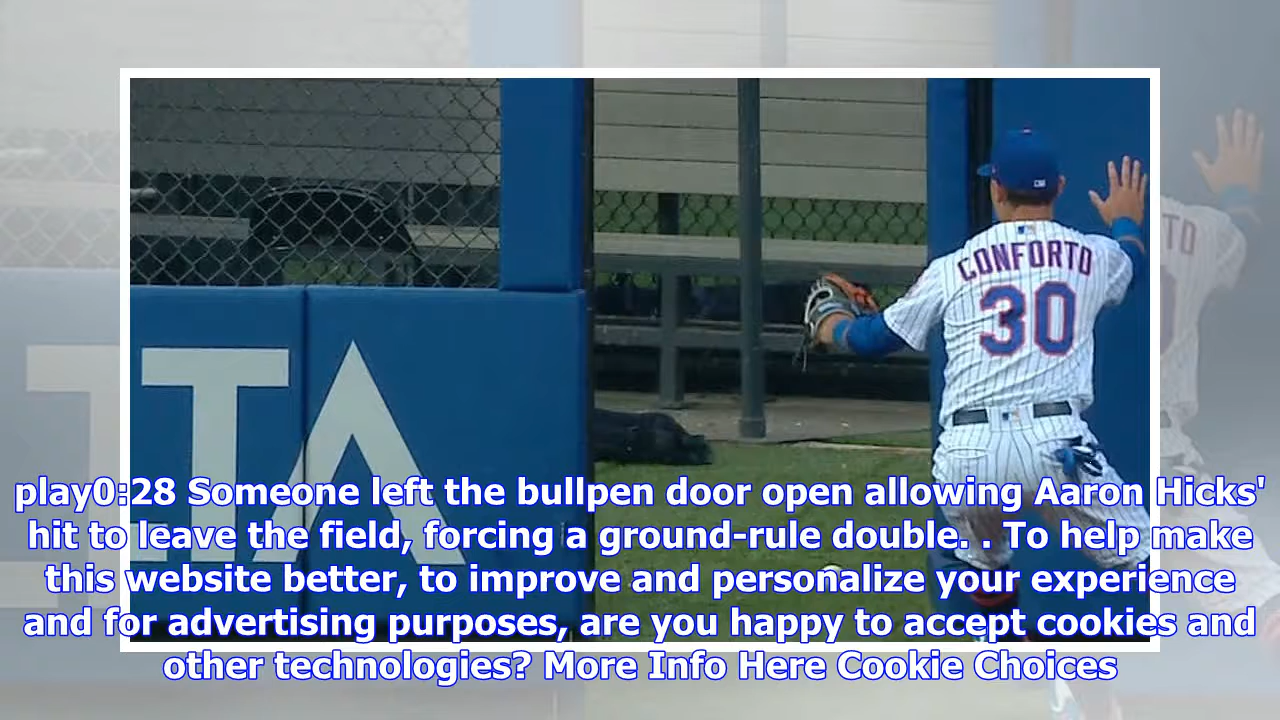 CONFORTO
30
TA
TO
play0:28 Someone left the bullpen door open allowing Aaron Hicks'
hit to leave the field, forcing a ground-rule double. . To help make
this website better, to improve and personalize your experience
and for advertising purposes, are you happy to accept cookies and
other technologies? More Info Here Cookie Choices